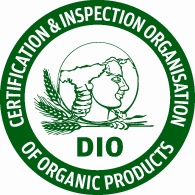 CERTIFICATION & INSPECTION ORGANISATION
DIO
OF ORGANIC PRODUCTS